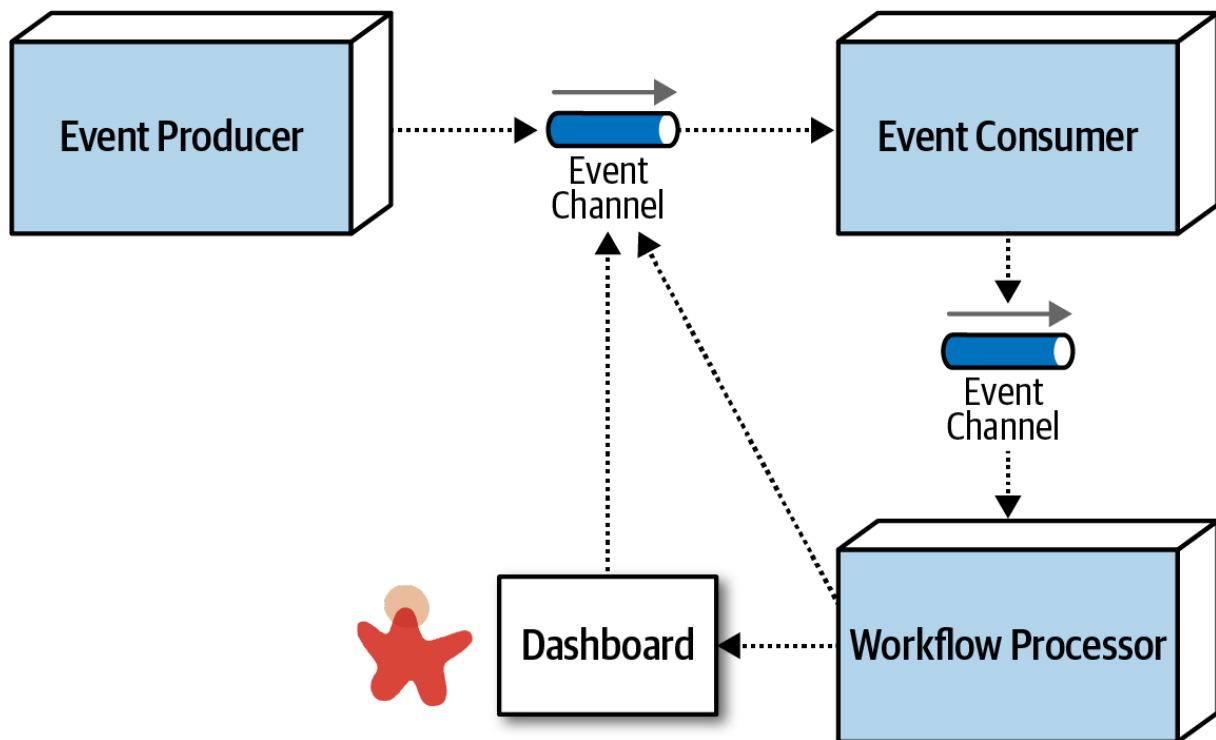 Event Producer
Event
Channel
Event Consumer
Event
Channel
Dashboard
Workflow Processor